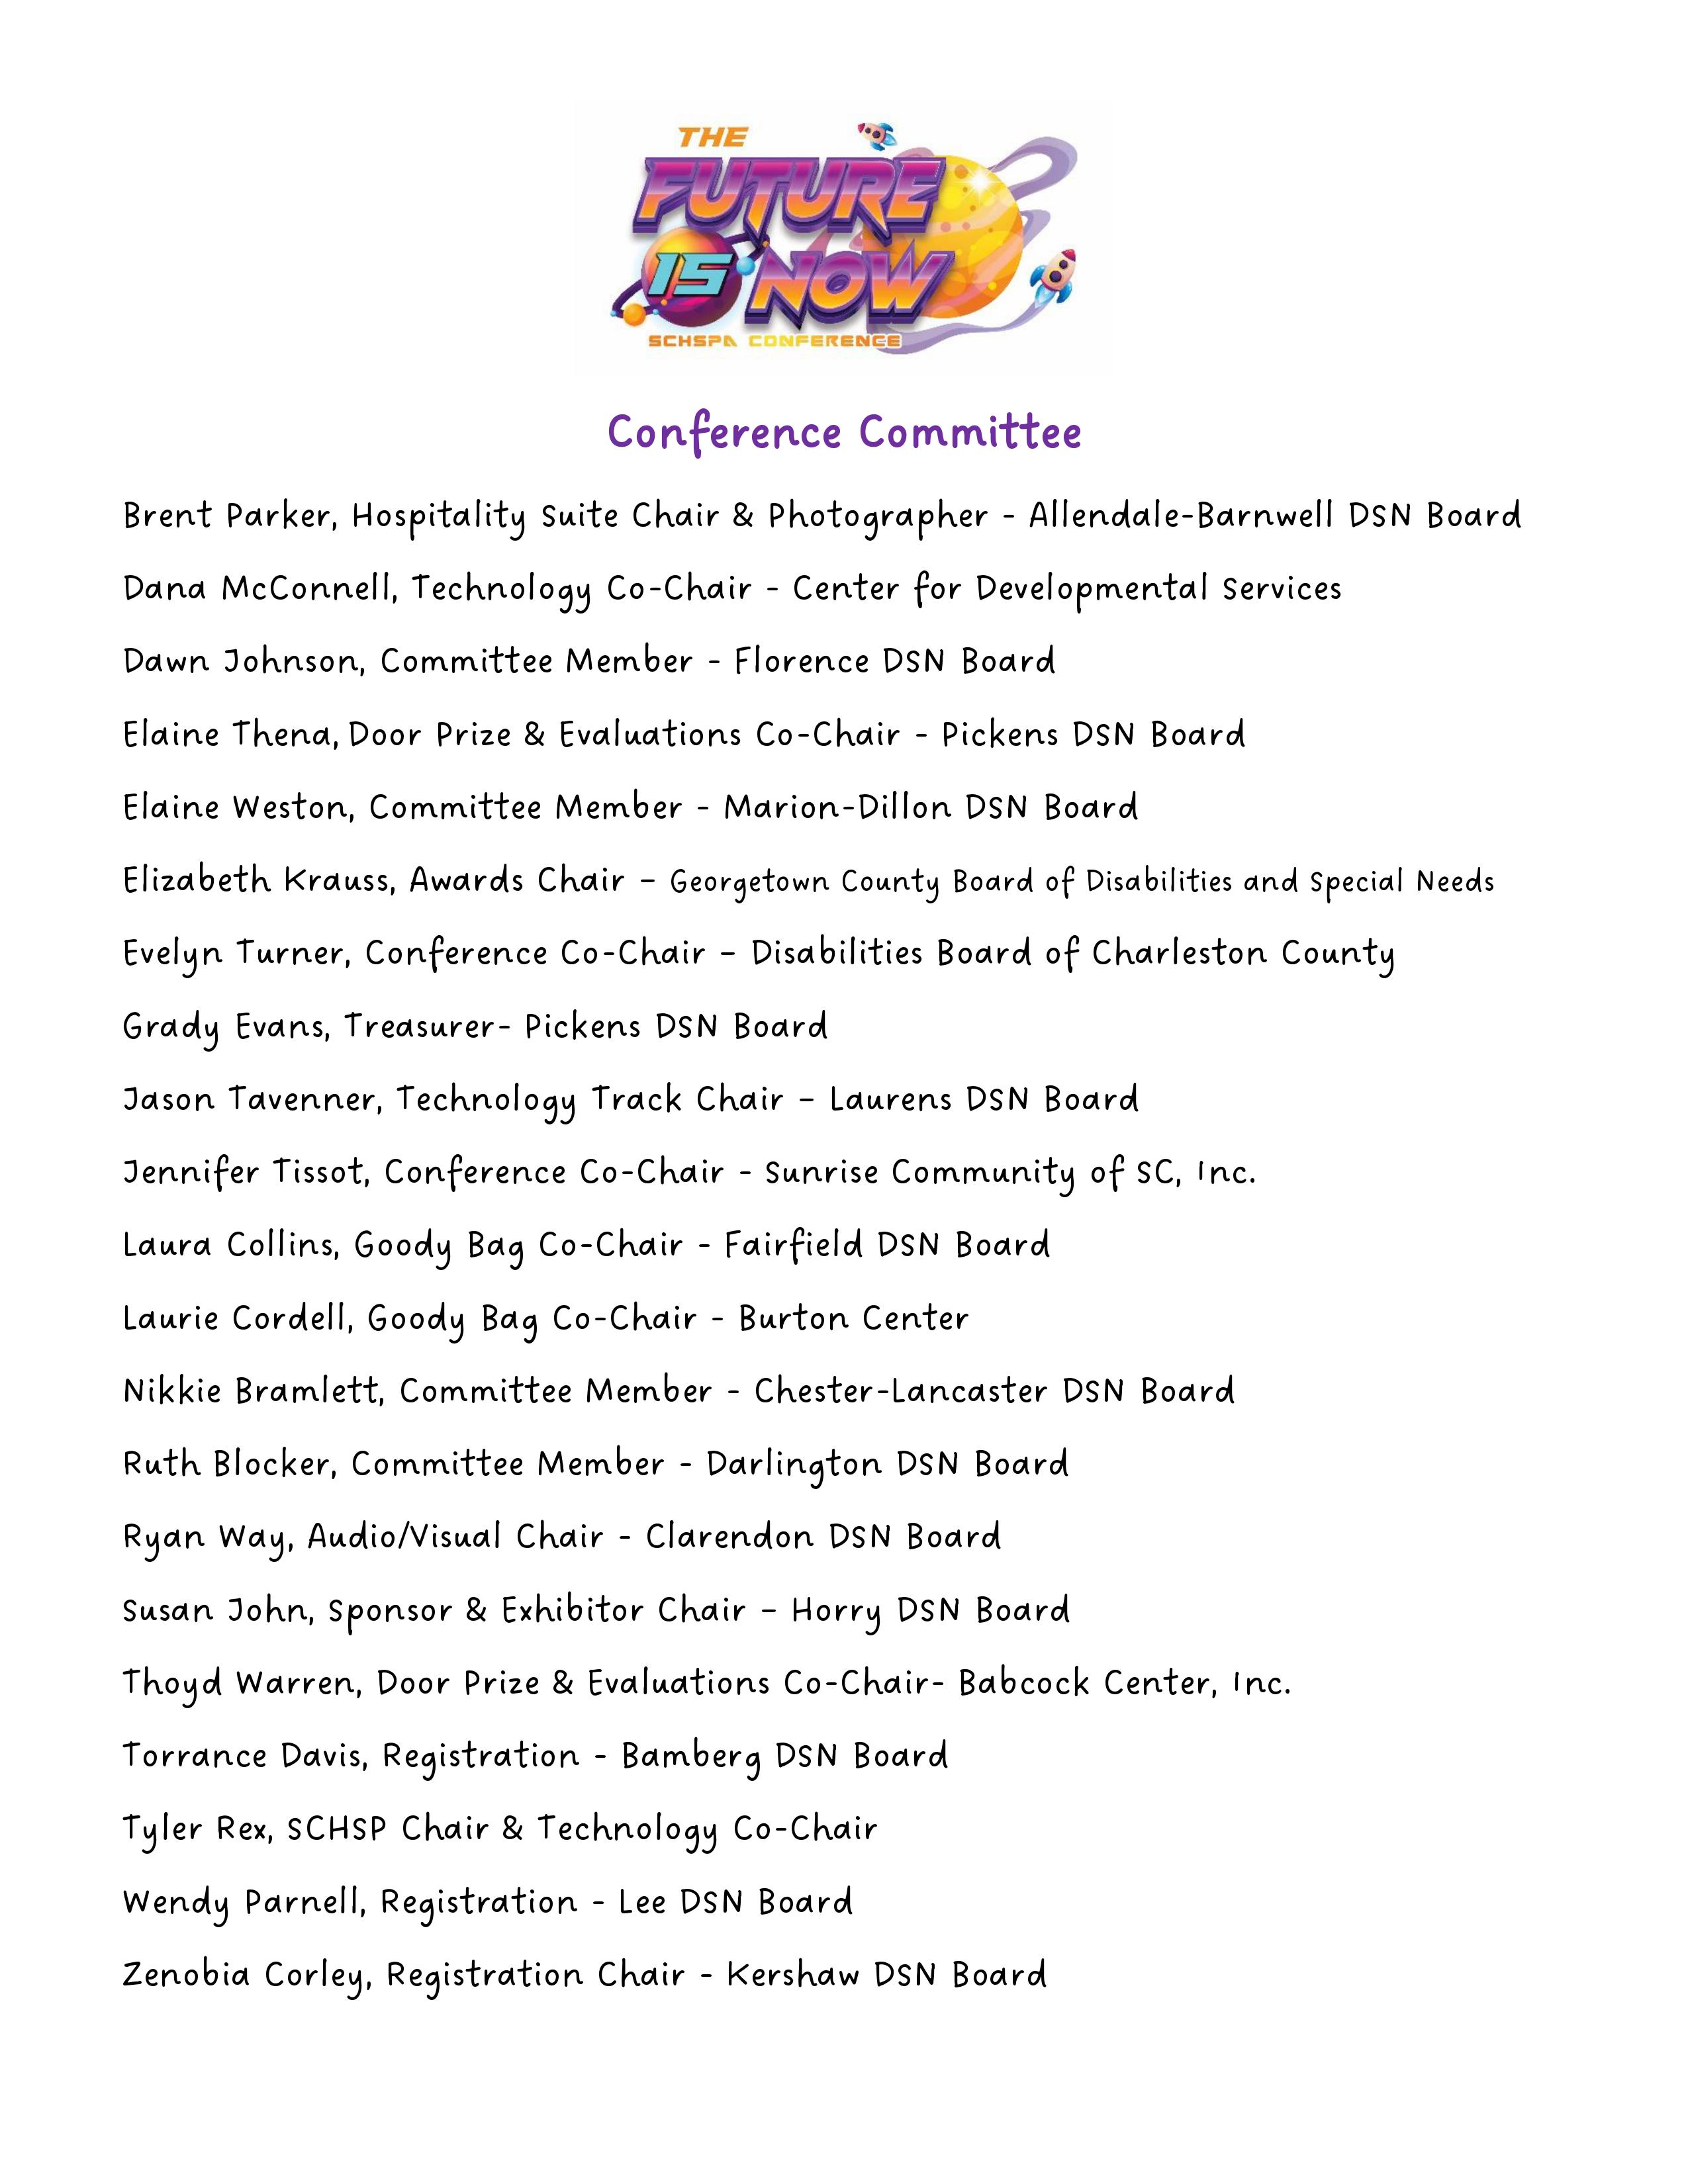 THE
FUTURE
IS NOW
SCHSPA CONFERENCE
Conference Committee
Brent Parker, Hospitality Suite Chair & Photographer - Allendale-Barnwell DSN Board
Dana McConnell, Technology Co-Chair - Center for Developmental Services
Dawn Johnson, Committee Member - Florence DSN Board
Elaine Thena, Door Prize & Evaluations Co-Chair - Pickens DSN Board
Elaine Weston, Committee Member - Marion-Dillon DSN Board
Elizabeth Krauss, Awards Chair – Georgetown County Board of Disabilities and Special Needs
Evelyn Turner, Conference Co-Chair – Disabilities Board of Charleston County
Grady Evans, Treasurer- Pickens DSN Board
Jason Tavenner, Technology Track Chair – Laurens DSN Board
Jennifer Tissot, Conference Co-Chair - Sunrise Community of SC, Inc.
Laura Collins, Goody Bag Co-Chair - Fairfield DSN Board
Laurie Cordell, Goody Bag Co-Chair - Burton Center
Nikkie Bramlett, Committee Member - Chester-Lancaster DSN Board
Ruth Blocker, Committee Member - Darlington DSN Board
Ryan Way, Audio/Visual Chair - Clarendon DSN Board
Susan John, Sponsor & Exhibitor Chair – Horry DSN Board
Thoyd Warren, Door Prize & Evaluations Co-Chair- Babcock Center, Inc.
Torrance Davis, Registration - Bamberg DSN Board
Tyler Rex, SCHSP Chair & Technology Co-Chair
Wendy Parnell, Registration - Lee DSN Board
Zenobia Corley, Registration Chair - Kershaw DSN Board